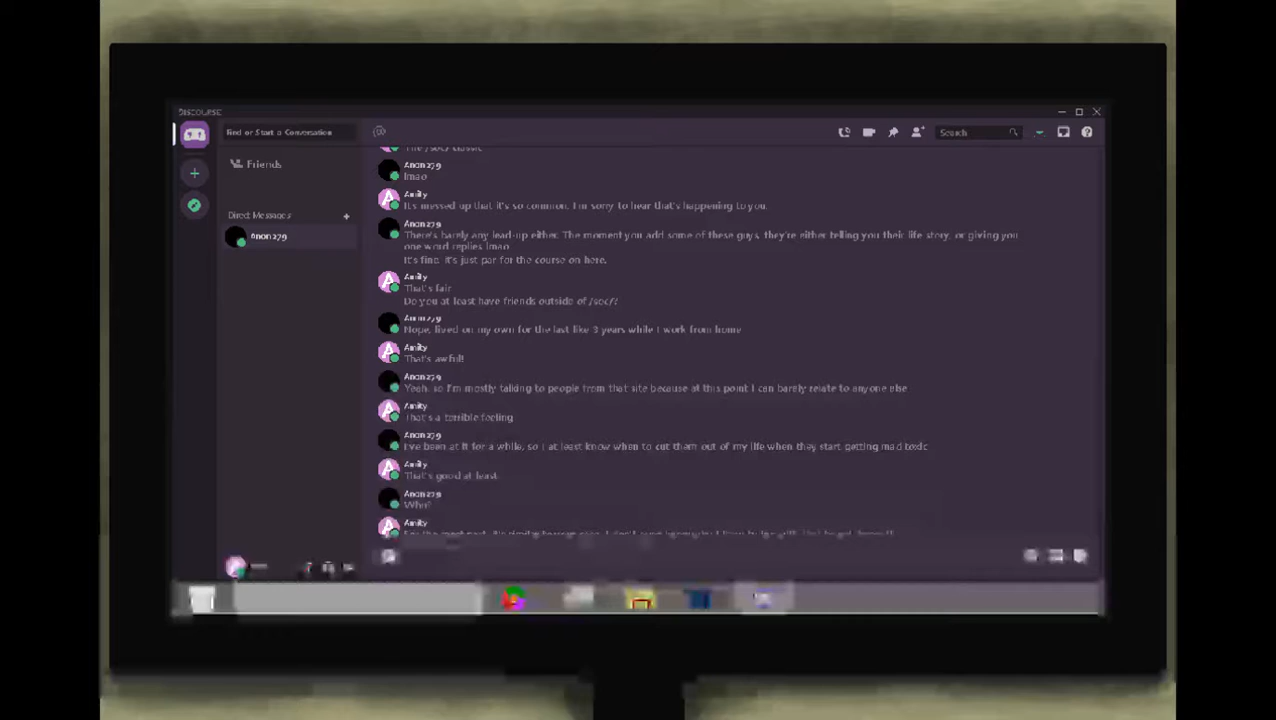 DISCOURSE
Find or Start a Conversation
Search
Friends
Direct Messages
Anon279
The /soc/ classic
Anon279
lmao
Amity
It's messed up that it's so common. I'm sorry to hear that's happening to you.
Anon279
There's barely any lead-up either. The moment you add some of these guys, they're either telling you their life story, or giving you
one word replies lmao
It's fine. It's just par for the course on here.
Amity
That's fair
Do you at least have friends outside of /soc/?
Anon279
Nope, lived on my own for the last like 3 years while I work from home
Amity
That's awful!
Anon279
Yeah, so I'm mostly talking to people from that site because at this point I can barely relate to anyone else
Amity
That's a terrible feeling
Anon279
I've been at it for a while, so I at least know when to cut them out of my life when they start getting mad toxic
Amity
That's good at least
Anon279
Amity